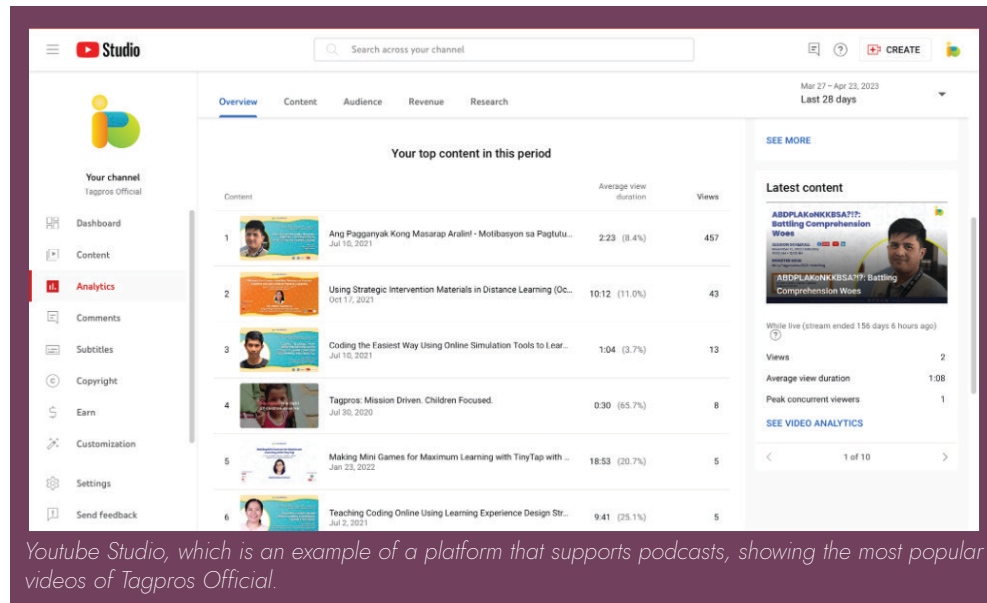 Studio
Search across your channel
CREATE
Your channel
Tagpros Official
Dashboard
Content
Analytics
Comments
Subtitles
Copyright
Earn
Customization
Settings
Send feedback
Overview Content Audience Revenue Research
Mar 27 – Apr 23, 2023
Last 28 days
Your top content in this period
Content Average view duration Views
1 Ang Pagganyak Kong Masarap Aralin! - Motibasyon sa Pagtutu... 2:23 (8.4%) 457
Jul 10, 2021
2 Using Strategic Intervention Materials in Distance Learning (Oc... 10:12 (11.0%) 43
Oct 17, 2021
3 Coding the Easiest Way Using Online Simulation Tools to Lear... 1:04 (3.7%) 13
Jul 10, 2021
4 Tagpros: Mission Driven. Children Focused. 0:30 (65.7%) 8
Jul 30, 2020
5 Making Mini Games for Maximum Learning with TinyTap with ... 18:53 (20.7%) 5
Jan 23, 2022
6 Teaching Coding Online Using Learning Experience Design Str... 9:41 (25.1%) 5
Jul 2, 2021
SEE MORE
Latest content
ABDPLAKoNKKBSA?!?:
Battling Comprehension
Woes
ABDPLAKoNKKBSA?!?: Battling
Comprehension Woes
While live (stream ended 156 days 6 hours ago)
Views 2
Average view duration 1:08
Peak concurrent viewers 1
SEE VIDEO ANALYTICS
1 of 10
Youtube Studio, which is an example of a platform that supports podcasts, showing the most popular
videos of Tagpros Official.